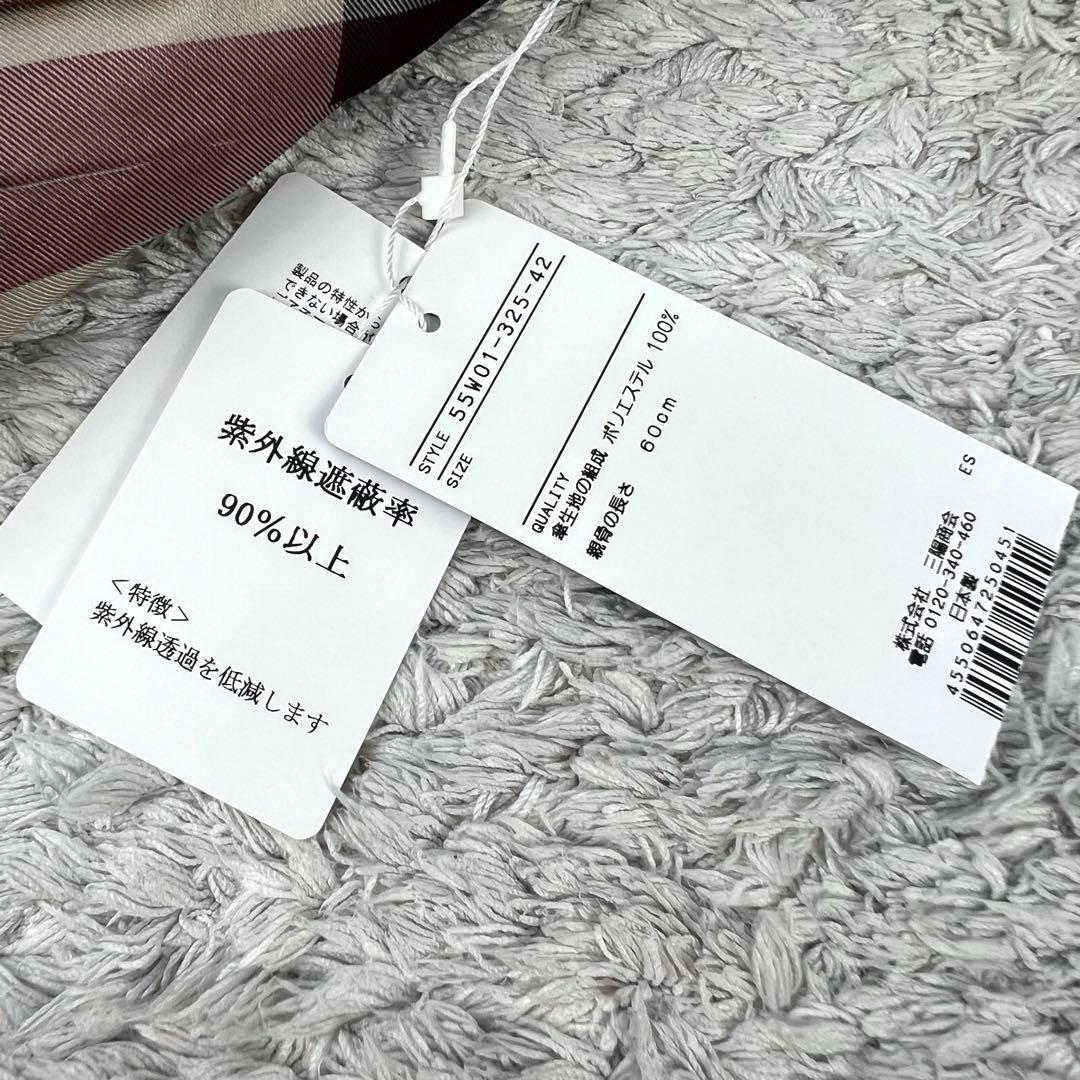 製品の特性から
できない場合
紫外線遮蔽率
90%以上
<特徴>
紫外線透過を低減します
STYLE 55W01-325-42
SIZE
QUALITY
傘生地の組成 ポリエステル 100%
親骨の長さ 60cm
ES
株式会社 三陽商会
電話 0120-340-460
日本製
4550647250451